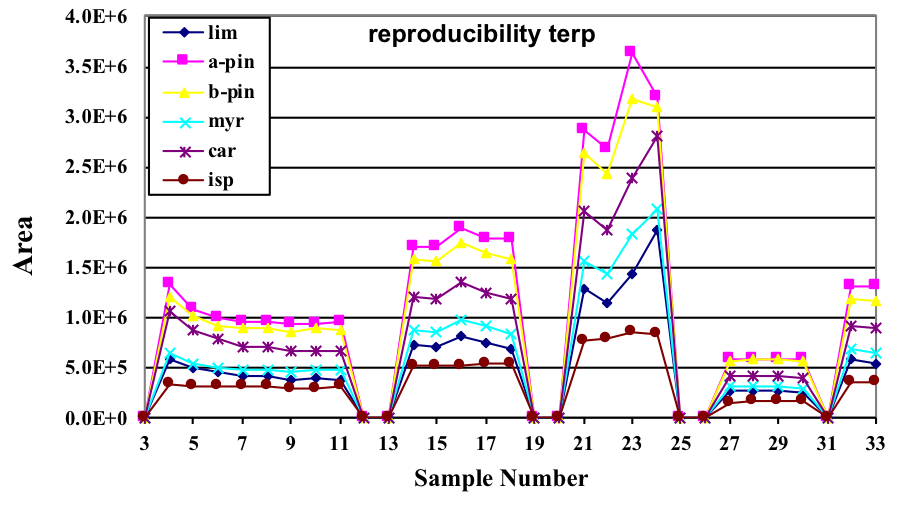 reproducibility terp
lim
a-pin
b-pin
myr
car
isp
4.0E+6
3.5E+6
3.0E+6
2.5E+6
2.0E+6
1.5E+6
1.0E+6
5.0E+5
0.0E+0
Area
3 5 7 9 11 13 15 17 19 21 23 25 27 29 31 33
Sample Number